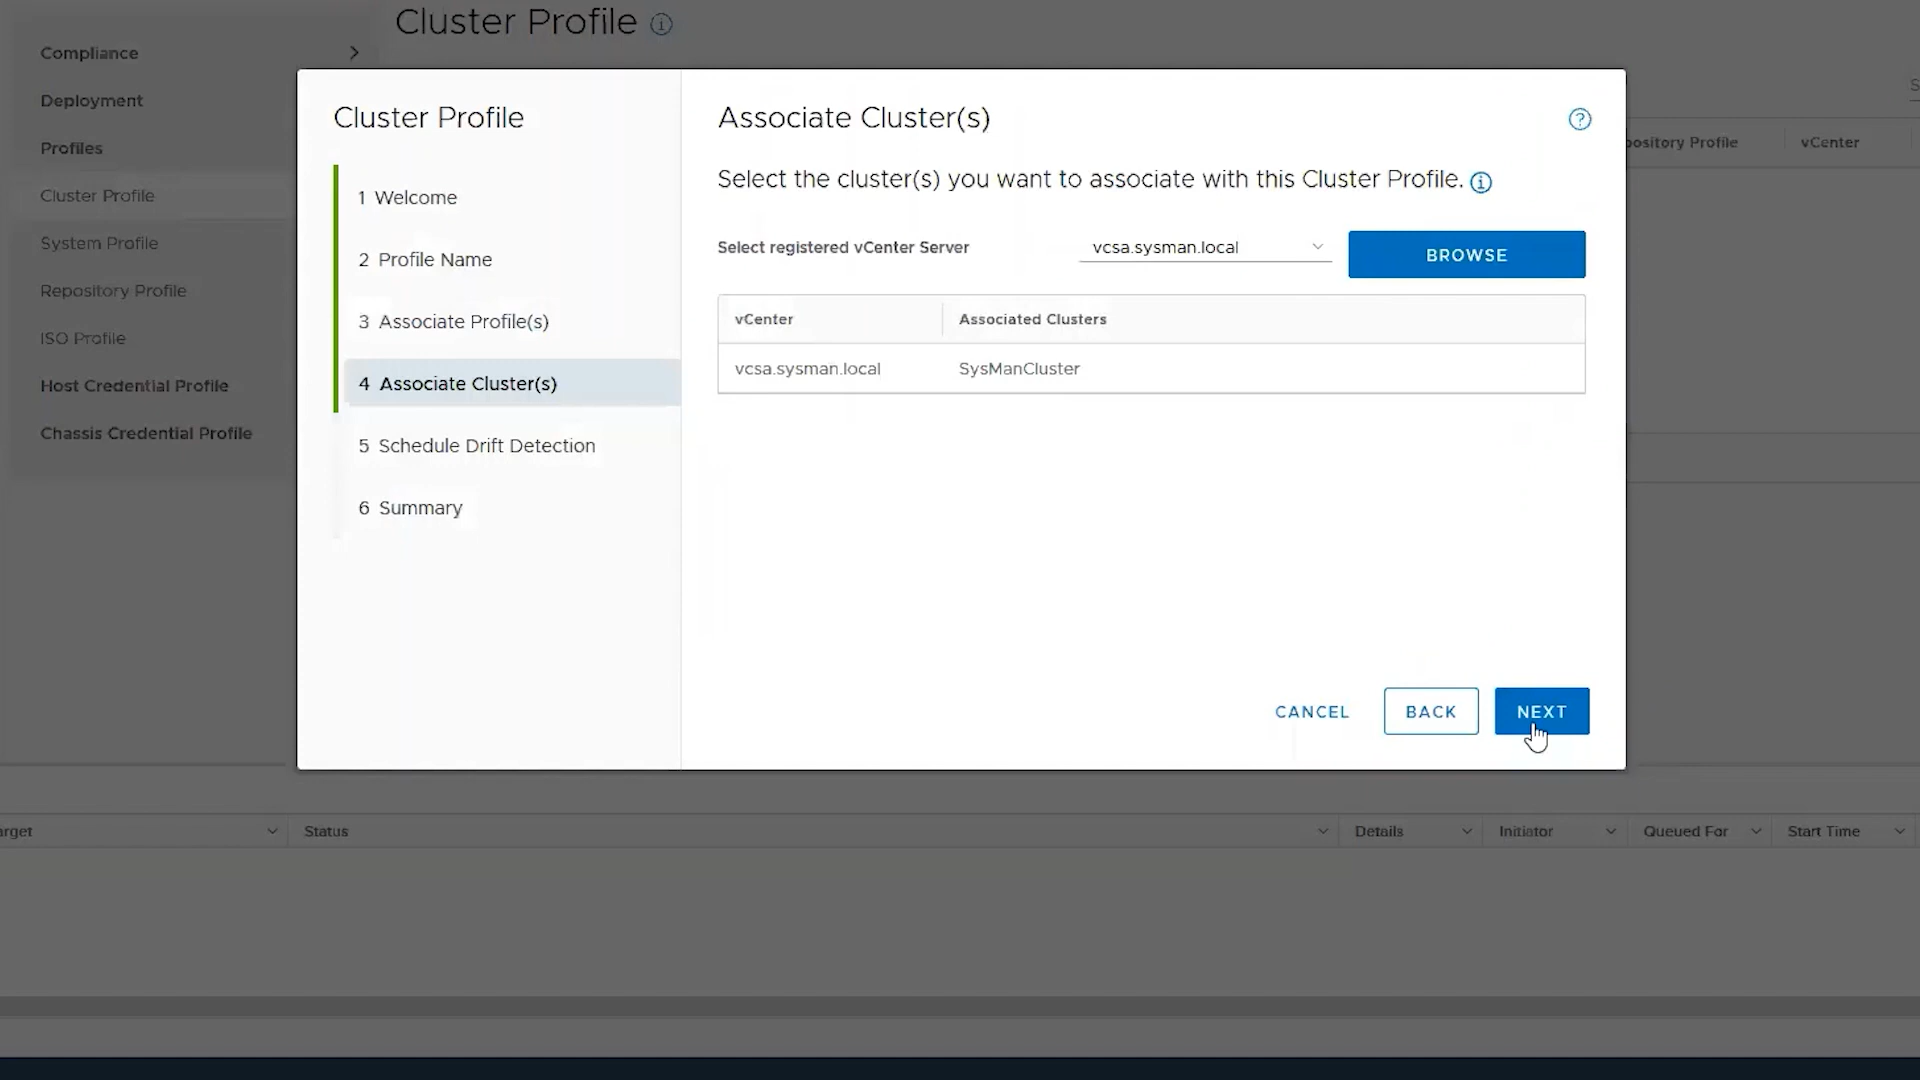 Cluster Profile
Compliance
Deployment
Profiles
Cluster Profile
System Profile
Repository Profile
ISO Profile
Host Credential Profile
Chassis Credential Profile
Cluster Profile
1 Welcome
2 Profile Name
3 Associate Profile(s)
4 Associate Cluster(s)
5 Schedule Drift Detection
6 Summary
Associate Cluster(s)
Select the cluster(s) you want to associate with this Cluster Profile.
Select registered vCenter Server vcsa.sysman.local BROWSE
vCenter Associated Clusters
vcsa.sysman.local SysManCluster
CANCEL BACK NEXT
pository Profile vCenter
arget Status Details Initiator Queued For Start Time